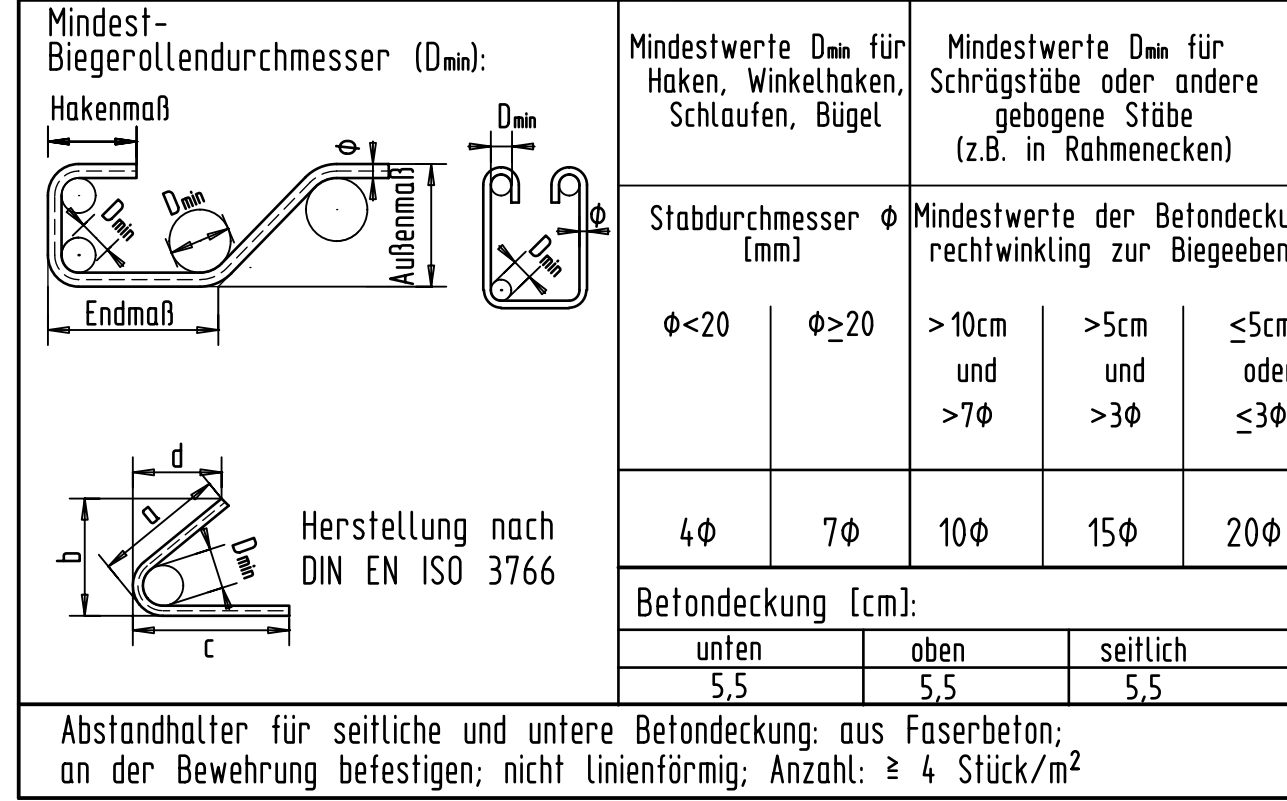 Mindest-
Biegerollendurchmesser (Dmin):
Hakenmaß
Dmin
Φ
Dmin
Dmin
Außenmaß
Φ
Dmin
Endmaß
d
a
b
Dmin
c
Herstellung nach
DIN EN ISO 3766
Mindestwerte Dmin für
Haken, Winkelhaken,
Schlaufen, Bügel
Mindestwerte Dmin für
Schrägstäbe oder andere
gebogene Stäbe
(z.B. in Rahmenecken)
Stabdurchmesser Φ
[mm]
Mindestwerte der Betondecku
rechtwinkling zur Biegeeben
Φ<20 Φ≥20 >10cm >5cm ≤5cm
und und oder
>7Φ >3Φ ≤3Φ
4Φ 7Φ 10Φ 15Φ 20Φ
Betondeckung [cm]:
unten oben seitlich
5,5 5,5 5,5
Abstandhalter für seitliche und untere Betondeckung: aus Faserbeton;
an der Bewehrung befestigen; nicht linienförmig; Anzahl: ≧ 4 Stück/m²